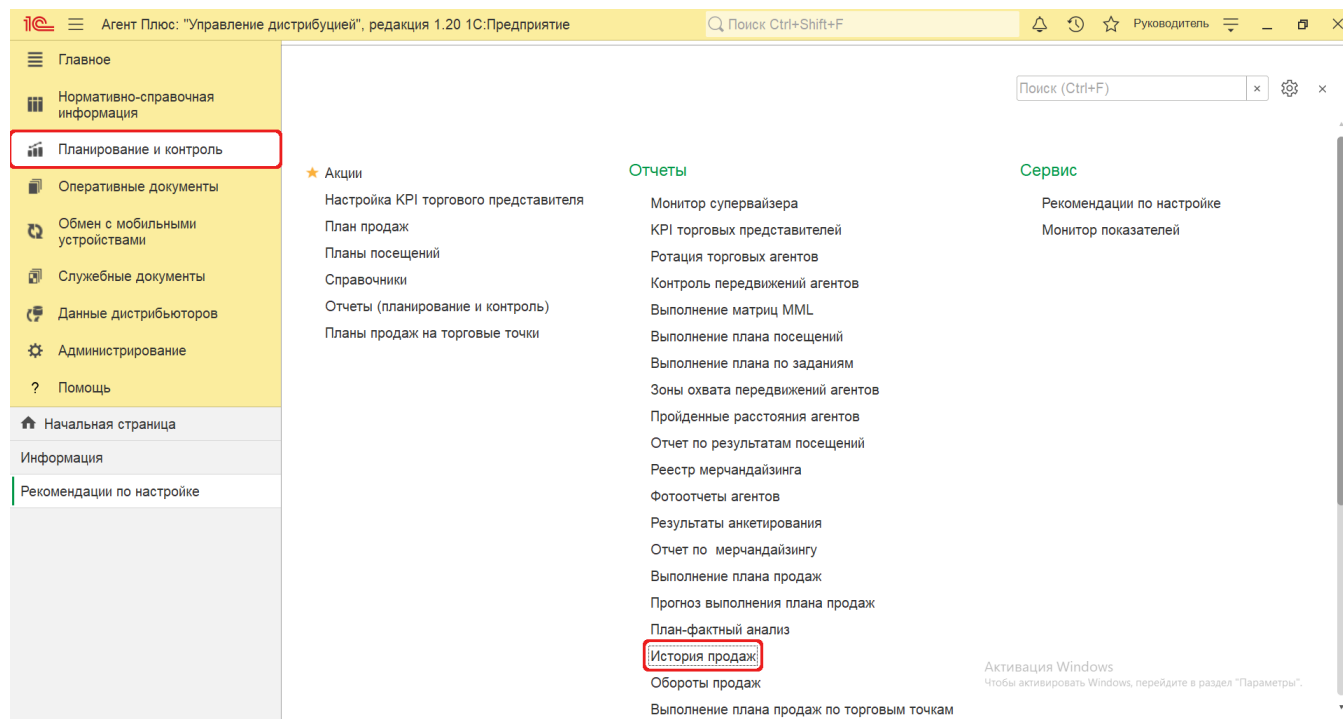 1С Агент Плюс: "Управление дистрибуцией", редакция 1.20 1С:Предприятие
Поиск Ctrl+Shift+F
Руководитель
Главное
Нормативно-справочная
информация
Планирование и контроль
Оперативные документы
Обмен с мобильными
устройствами
Служебные документы
Данные дистрибьюторов
Администрирование
? Помощь
Начальная страница
Информация
Рекомендации по настройке
Поиск (Ctrl+F)
×
×
Акции
Настройка KPI торгового представителя
План продаж
Планы посещений
Справочники
Отчеты (планирование и контроль)
Планы продаж на торговые точки
Отчеты
Монитор супервайзера
KPI торговых представителей
Ротация торговых агентов
Контроль передвижений агентов
Выполнение матриц MML
Выполнение плана посещений
Выполнение плана по заданиям
Зоны охвата передвижений агентов
Пройденные расстояния агентов
Отчет по результатам посещений
Реестр мерчандайзинга
Фотоотчеты агентов
Результаты анкетирования
Отчет по мерчандайзингу
Выполнение плана продаж
Прогноз выполнения плана продаж
План-фактный анализ
История продаж
Обороты продаж
Выполнение плана продаж по торговым точкам
Сервис
Рекомендации по настройке
Монитор показателей
Активация Windows
Чтобы активировать Windows, перейдите в раздел "Параметры".